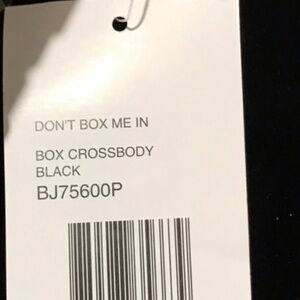 DON'T BOX ME IN
BOX CROSSBODY
BLACK
BJ75600P